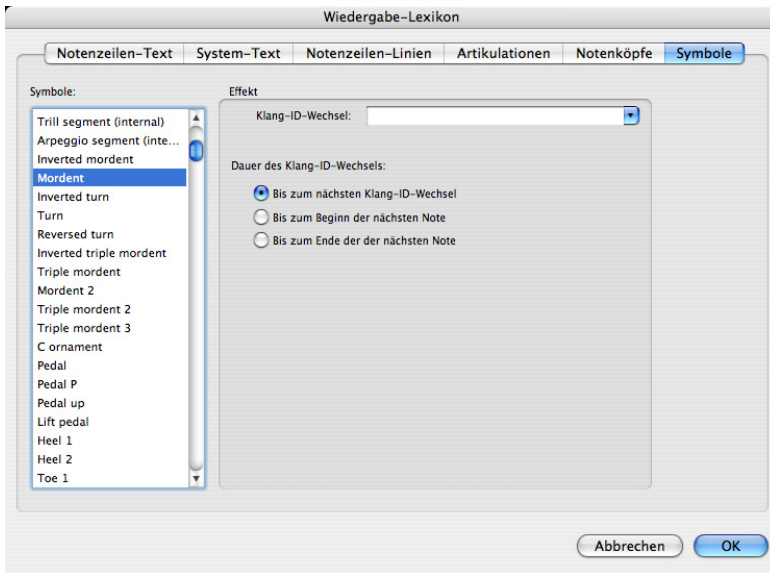 Wiedergabe-Lexikon
Notenzeilen-Text System-Text Notenzeilen-Linien Artikulationen Notenköpfe Symbole
Symbole:
Trill segment (internal)
Arpeggio segment (inte...
Inverted mordent
Mordent
Inverted turn
Turn
Reversed turn
Inverted triple mordent
Triple mordent
Mordent 2
Triple mordent 2
Triple mordent 3
C ornament
Pedal
Pedal P
Pedal up
Lift pedal
Heel 1
Heel 2
Toe 1
Effekt
Klang-ID-Wechsel:
Dauer des Klang-ID-Wechsels:
Bis zum nächsten Klang-ID-Wechsel
Bis zum Beginn der nächsten Note
Bis zum Ende der der nächsten Note
Abbrechen OK